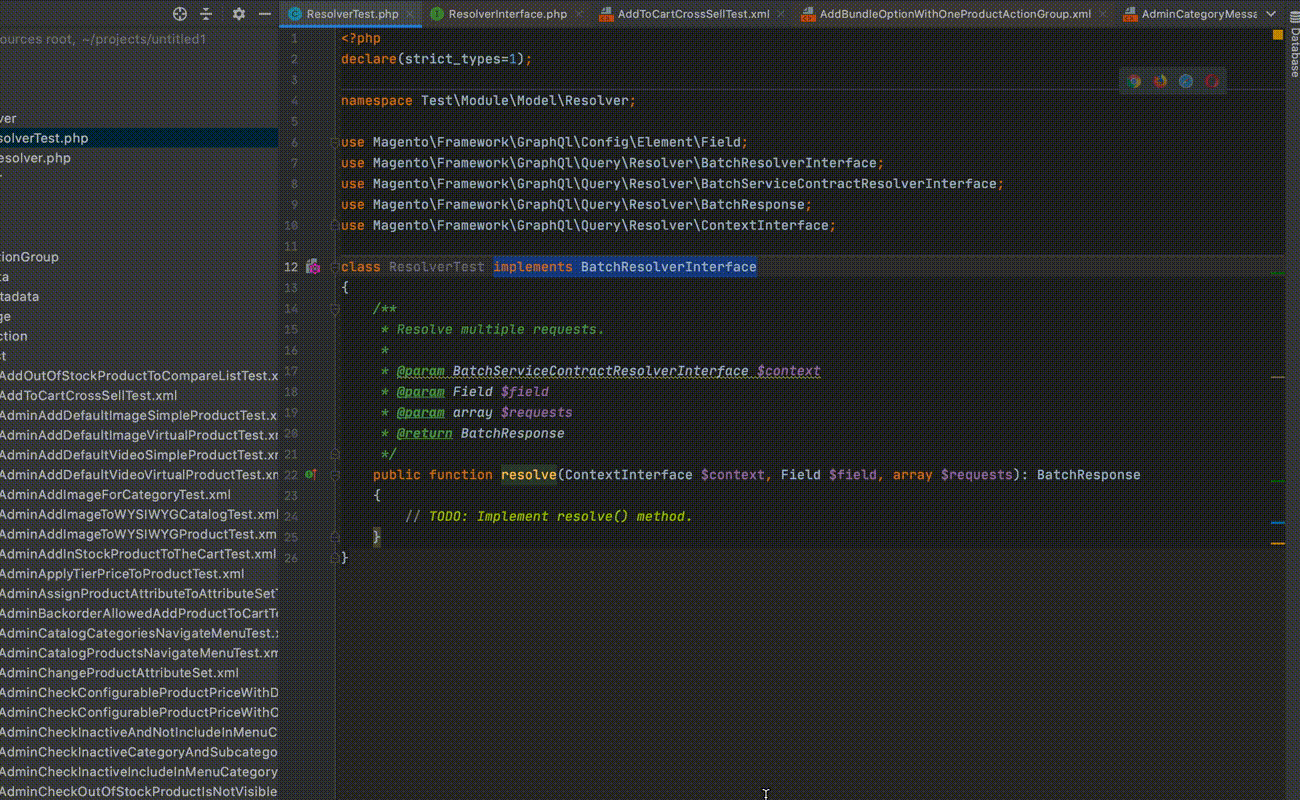 ResolverTest.php
ResolverInterface.php
AddToCartCrossSellTest.xml
AddBundleOptionWithOneProductActionGroup.xml
AdminCategoryMessa
Database
ources root, ~/projects/untitled1
ver
solverTest.php
esolver.php
r
tionGroup
ta
tadata
ge
ction
ct
AddOutOfStockProductToCompareListTest.x
AddToCartCrossSellTest.xml
AdminAddDefaultImageSimpleProductTest.x
AdminAddDefaultImageVirtualProductTest.xr
AdminAddDefaultVideoSimpleProductTest.xr
AdminAddDefaultVideoVirtualProductTest.xn
AdminAddImageForCategoryTest.xml
AdminAddImageToWYSIWYGCatalogTest.xml
AdminAddImageToWYSIWYGProductTest.xm
AdminAddInStockProductToTheCartTest.xml
AdminApplyTierPriceToProductTest.xml
AdminAssignProductAttributeToAttributeSetT
AdminBackorderAllowedAddProductToCartTe
AdminCatalogCategoriesNavigateMenuTest.x
AdminCatalogProductsNavigateMenuTest.xm
AdminChangeProductAttributeSet.xml
AdminCheckConfigurableProductPriceWithD
AdminCheckConfigurableProductPriceWithO
AdminCheckInactiveAndNotIncludeInMenuC
AdminCheckInactiveCategoryAndSubcatego
AdminCheckInactiveIncludeInMenuCategory
AdminCheckOutOfStockProductIsNotVisible
1 <?php
2 declare(strict_types=1);
3
4 namespace Test\Module\Model\Resolver;
5
6 use Magento\Framework\GraphQl\Config\Element\Field;
7 use Magento\Framework\GraphQl\Query\Resolver\BatchResolverInterface;
8 use Magento\Framework\GraphQl\Query\Resolver\BatchServiceContractResolverInterface;
9 use Magento\Framework\GraphQl\Query\Resolver\BatchResponse;
10 use Magento\Framework\GraphQl\Query\Resolver\ContextInterface;
11
12 class ResolverTest implements BatchResolverInterface
13 {
14 /**
15 * Resolve multiple requests.
16 *
17 * @param BatchServiceContractResolverInterface $context
18 * @param Field $field
19 * @param array $requests
20 * @return BatchResponse
21 */
22 public function resolve(ContextInterface $context, Field $field, array $requests): BatchResponse
23 {
24 // TODO: Implement resolve() method.
25 }
26 }